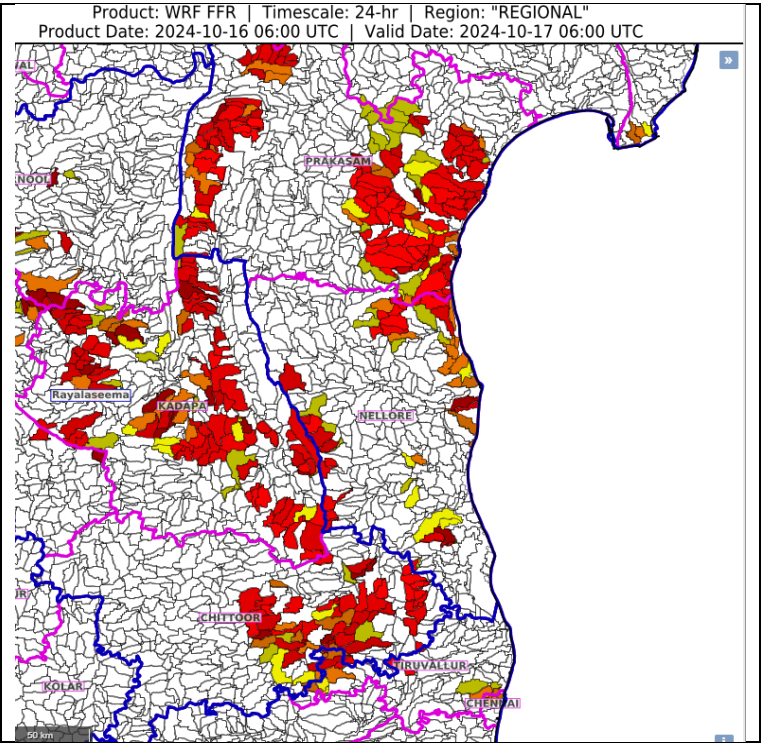 Product: WRF FFR | Timescale: 24-hr | Region: "REGIONAL"
Product Date: 2024-10-16 06:00 UTC | Valid Date: 2024-10-17 06:00 UTC
»
PRAKASAM
NOOL
Rayalaseema
KADAPA
NELLORE
CHITTOOR
TIRUVALLUR
KOLAR
CHENNAI
50 km